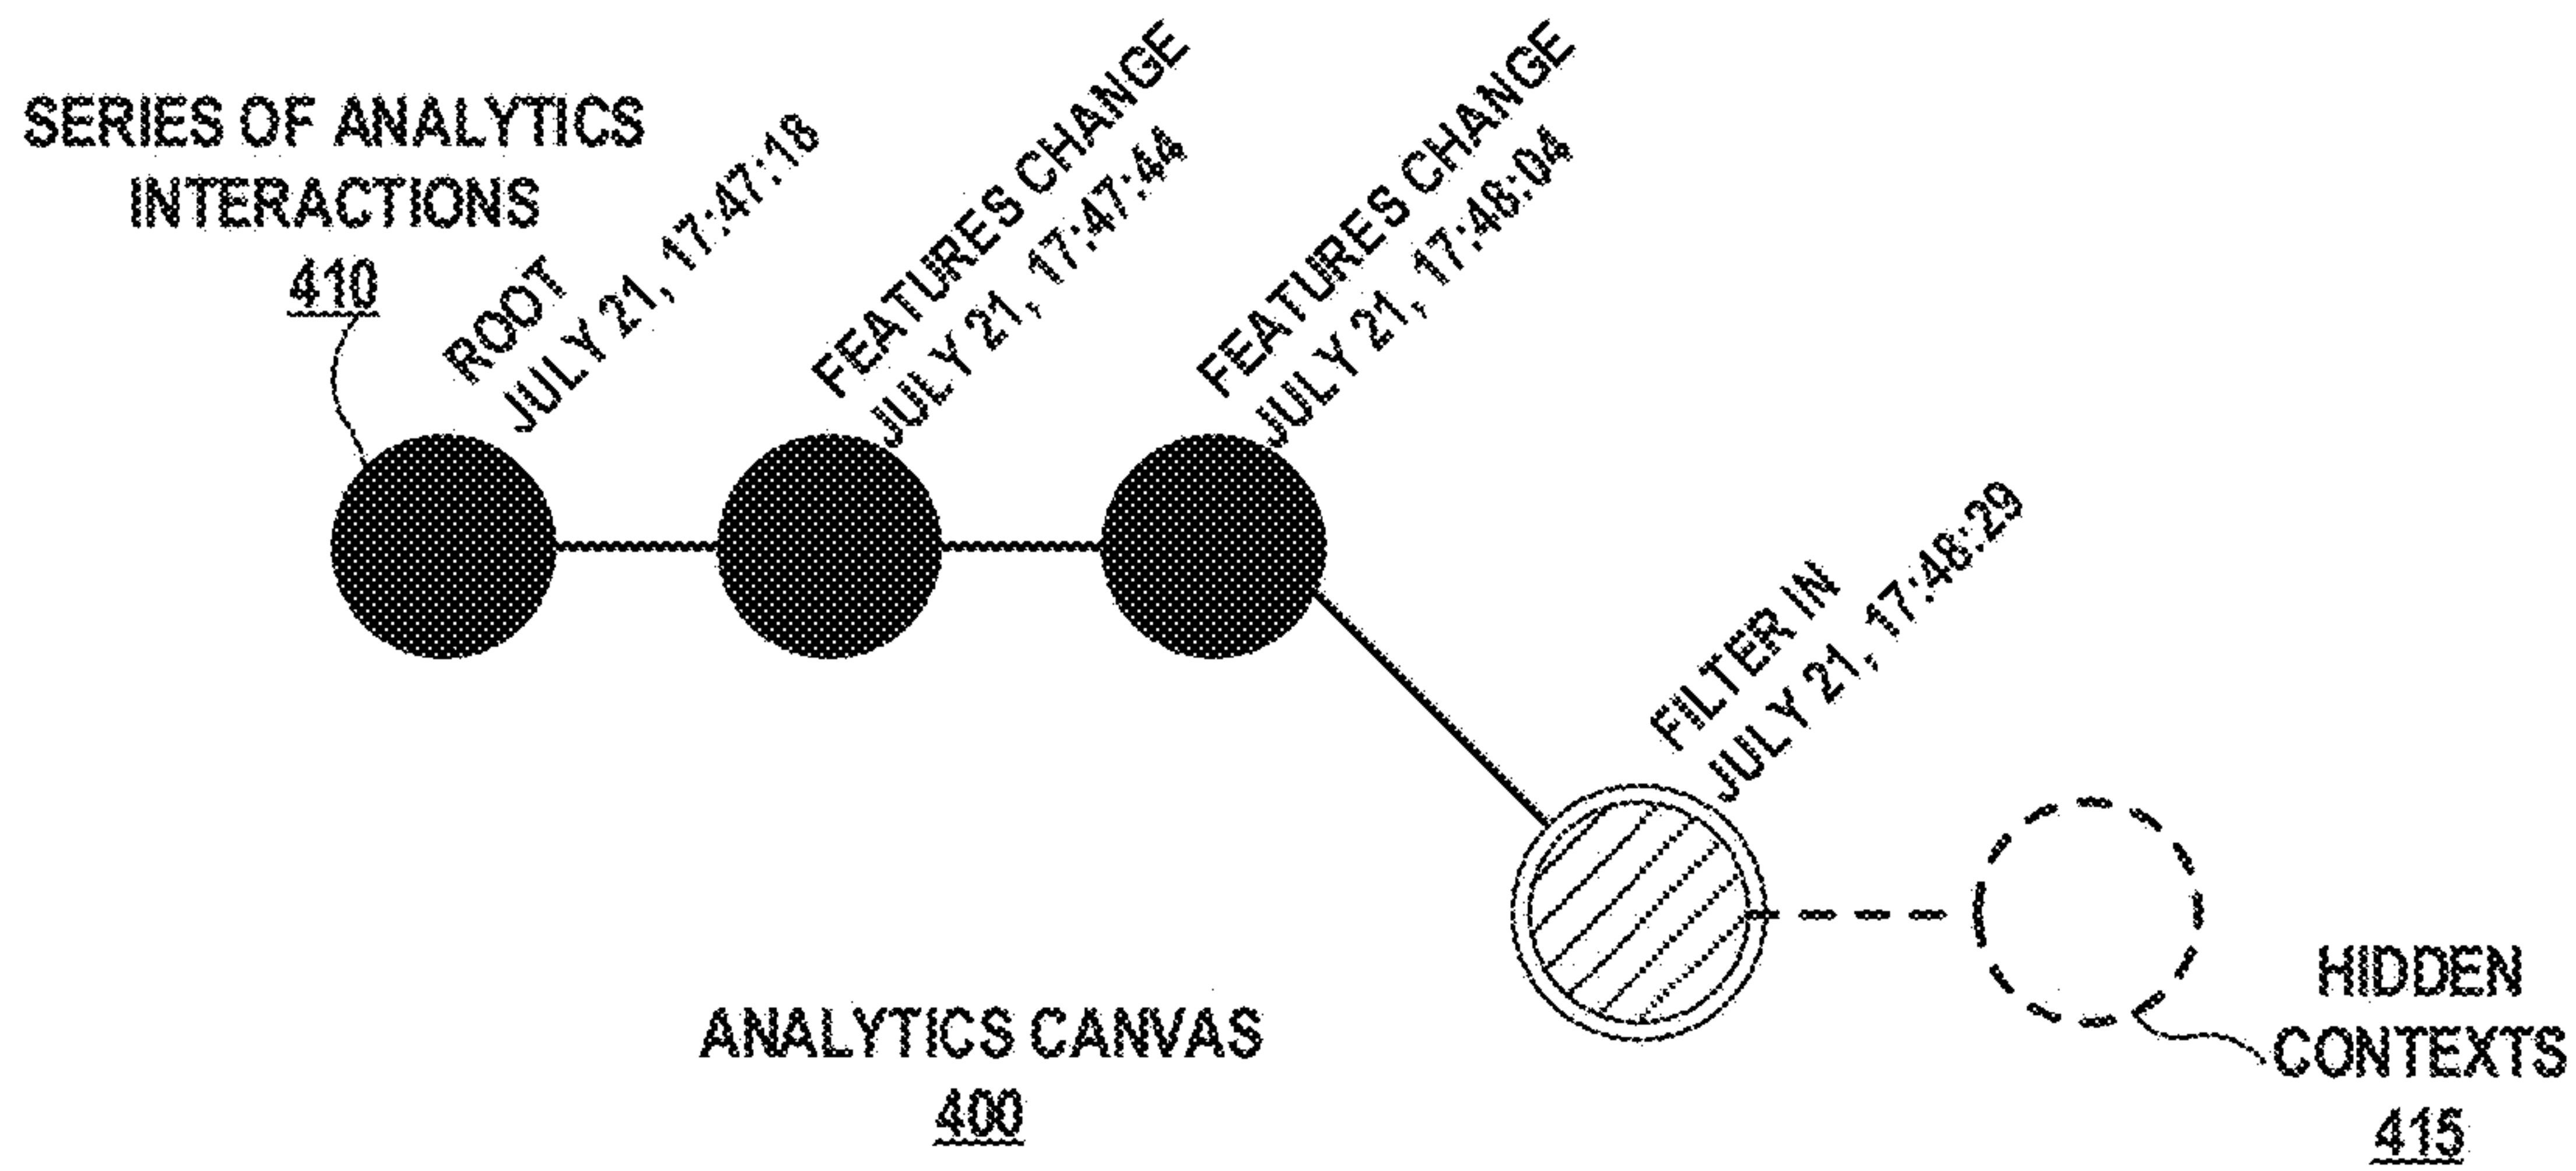 SERIES OF ANALYTICS
INTERACTIONS
410
ROOT
JULY 21, 17:47:18
FEATURES CHANGE
JULY 21, 17:47:44
FEATURES CHANGE
JULY 21, 17:48:04
FILTER IN
JULY 21, 17:48:29
HIDDEN
CONTEXTS
415
ANALYTICS CANVAS
400